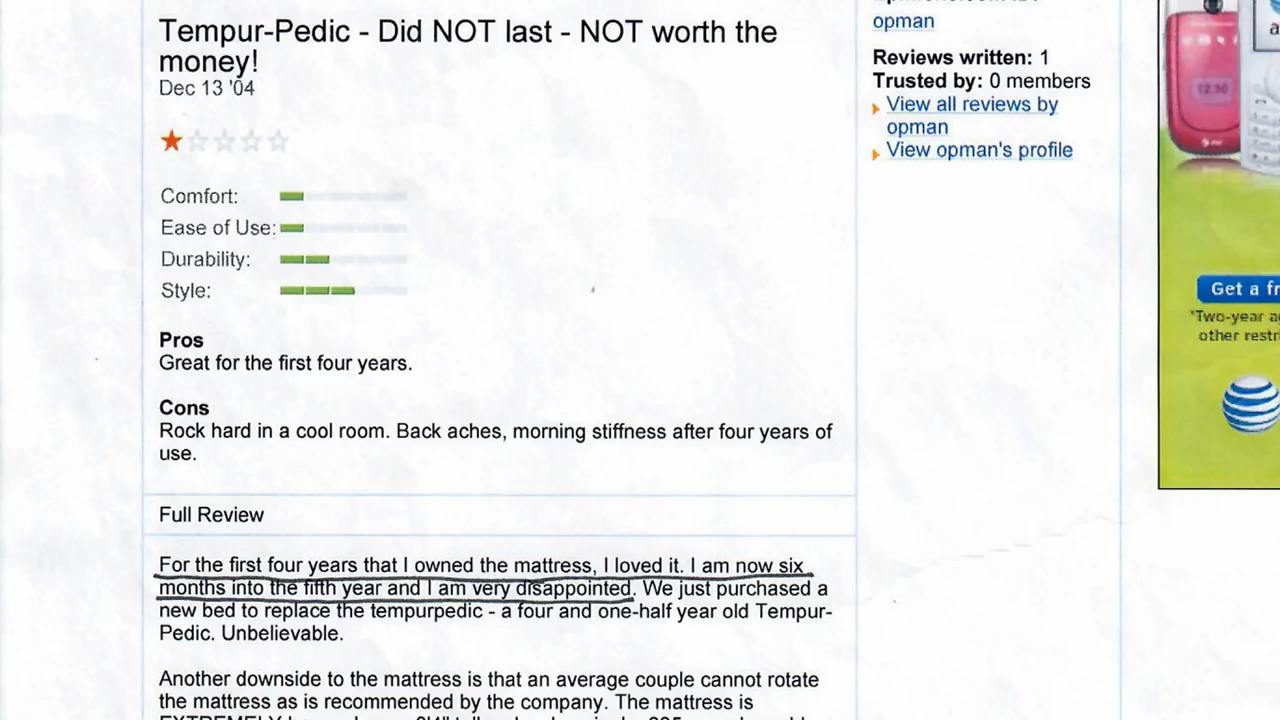 Tempur-Pedic - Did NOT last - NOT worth the
money!
Dec 13 '04
Comfort:
Ease of Use:
Durability:
Style:
Pros
Great for the first four years.
Cons
Rock hard in a cool room. Back aches, morning stiffness after four years of
use.
Full Review
For the first four years that I owned the mattress, I loved it. I am now six
months into the fifth year and I am very disappointed. We just purchased a
new bed to replace the tempurpedic - a four and one-half year old Tempur-
Pedic. Unbelievable.
Another downside to the mattress is that an average couple cannot rotate
the mattress as is recommended by the company. The mattress is
EXTREMELY
opman
Reviews written: 1
Trusted by: 0 members
View all reviews by
opman
View opman's profile
12:30
Get a
*Two-year
other